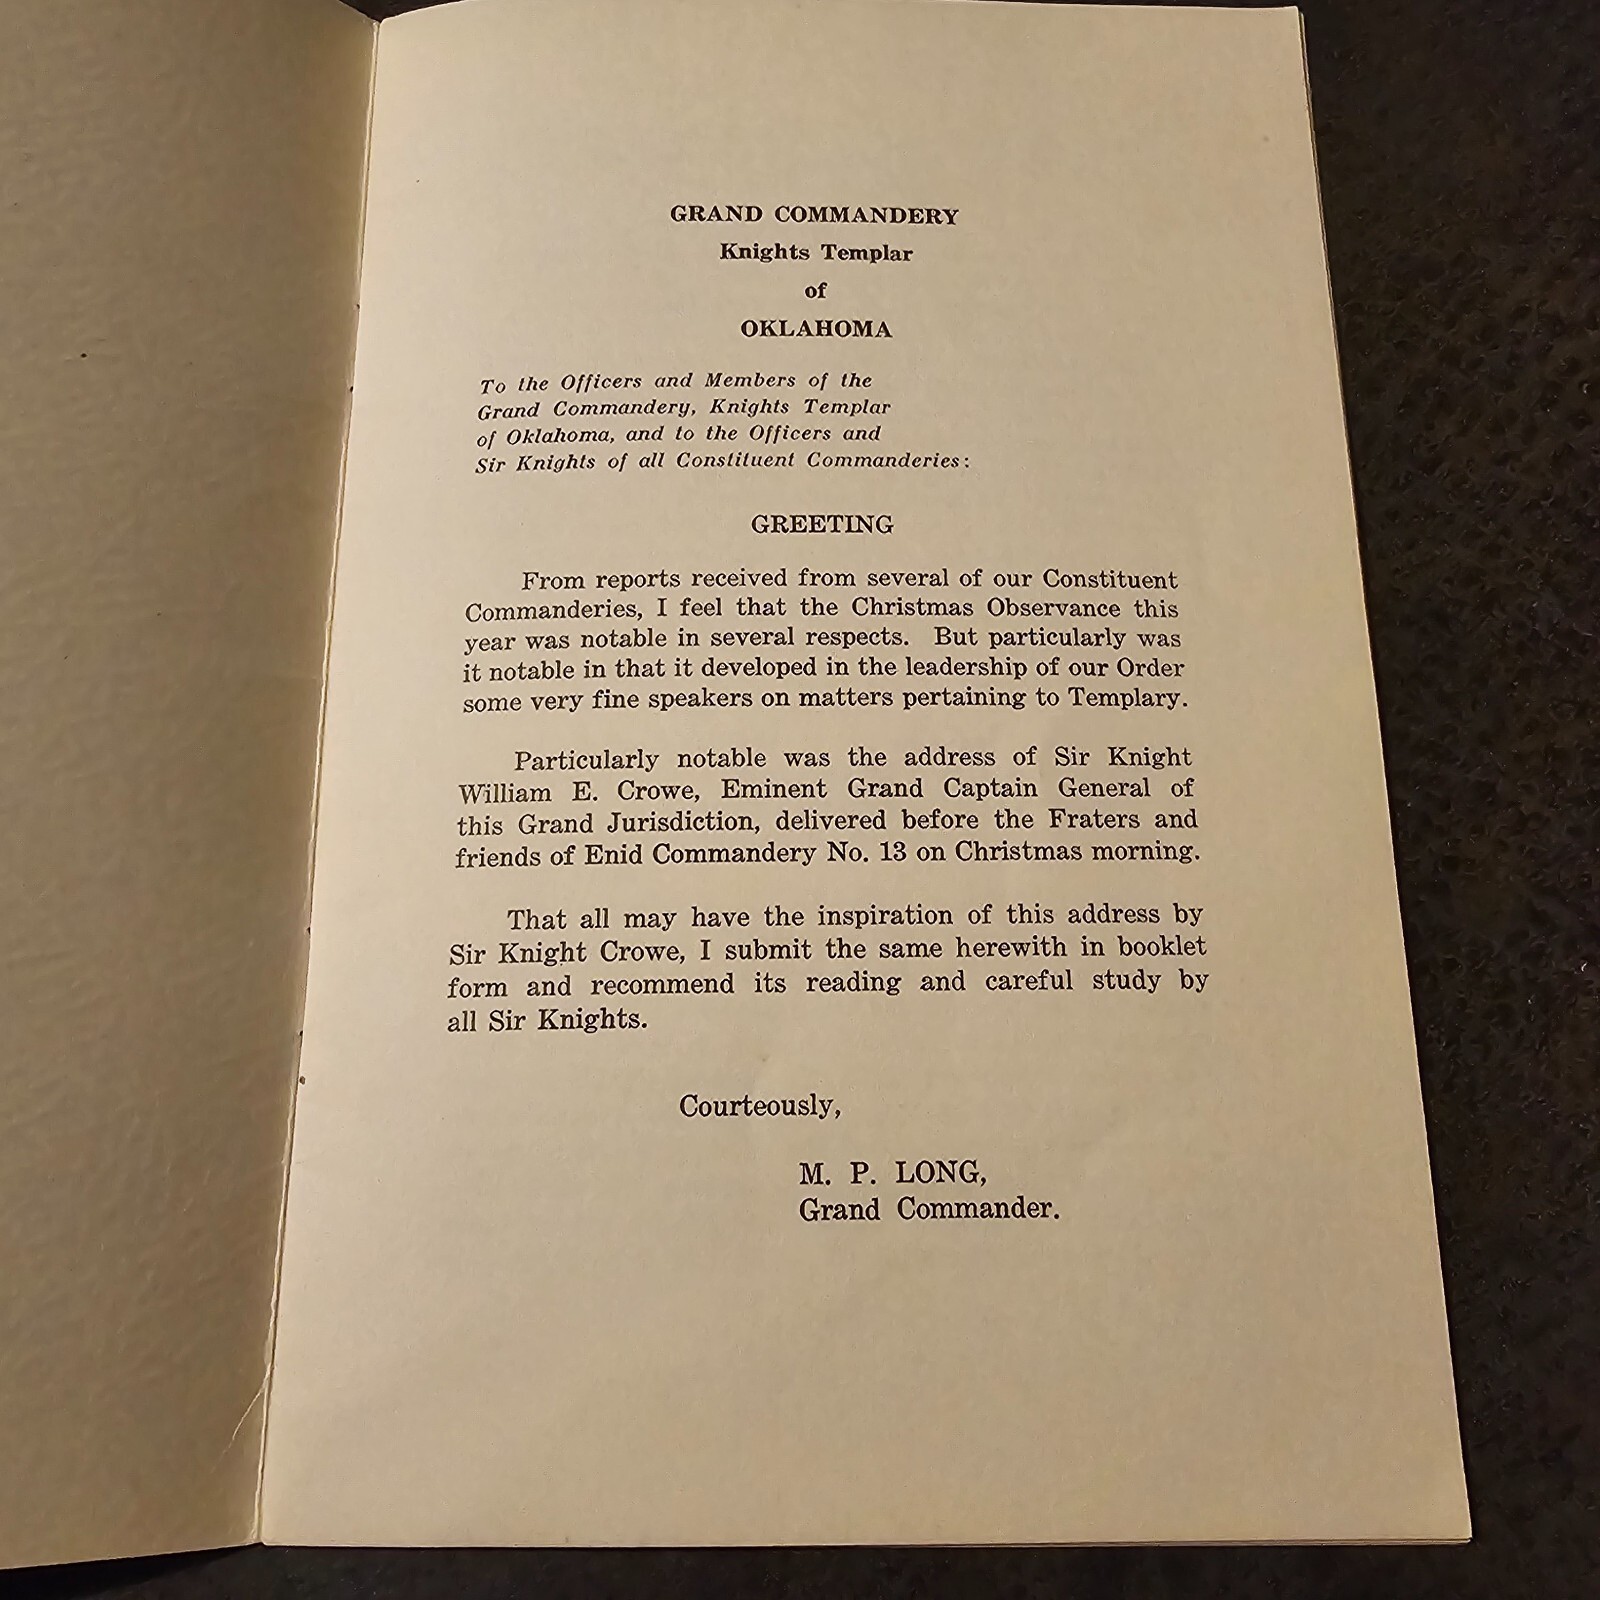 GRAND COMMANDERY
Knights Templar
of
OKLAHOMA
To the Officers and Members of the
Grand Commandery, Knights Templar
of Oklahoma, and to the Officers and
Sir Knights of all Constituent Commanderies:
GREETING
From reports received from several of our Constituent
Commanderies, I feel that the Christmas Observance this
year was notable in several respects. But particularly was
it notable in that it developed in the leadership of our Order
some very fine speakers on matters pertaining to Templary.
Particularly notable was the address of Sir Knight
William E. Crowe, Eminent Grand Captain General of
this Grand Jurisdiction, delivered before the Fraters and
friends of Enid Commandery No. 13 on Christmas morning.
That all may have the inspiration of this address by
Sir Knight Crowe, I submit the same herewith in booklet
form and recommend its reading and careful study by
all Sir Knights.
Courteously,
M. P. LONG,
Grand Commander.